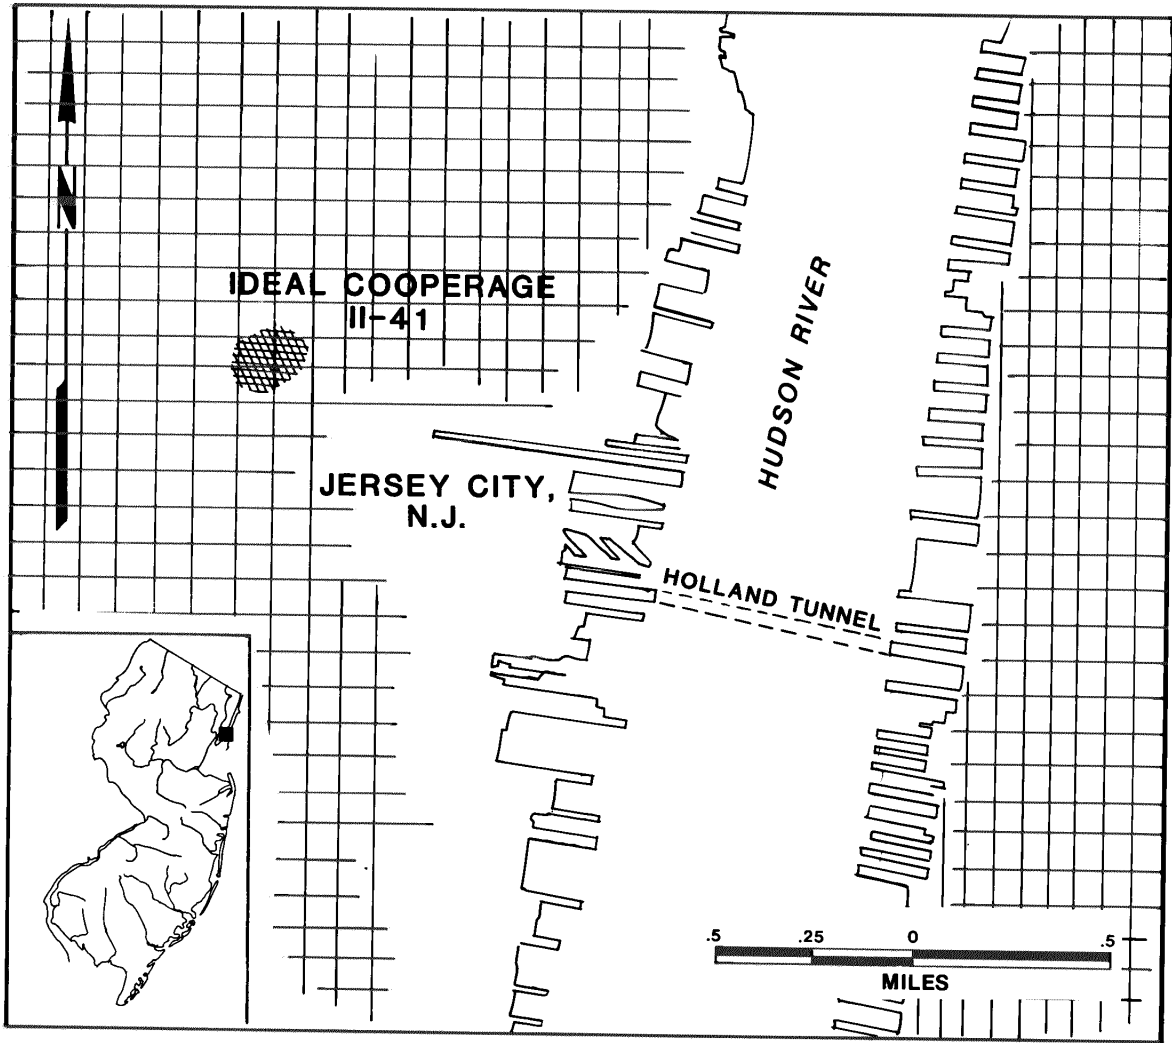 N
IDEAL COOPERAGE
II-41
HUDSON RIVER
JERSEY CITY,
N.J.
HOLLAND TUNNEL
.5 .25 0 .5
MILES